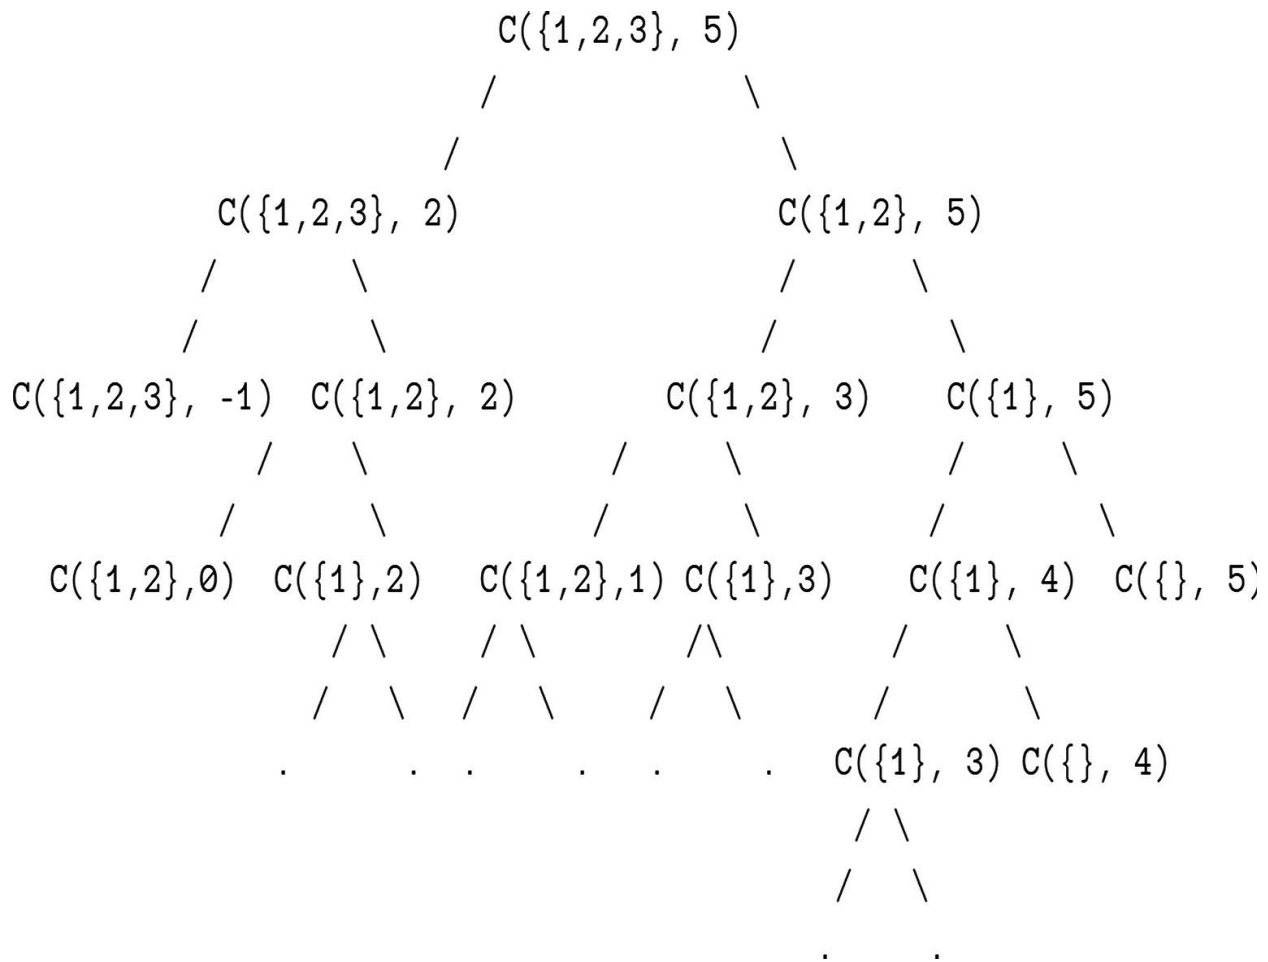 C({1,2,3}, 5)
/ \
/ \
C({1,2,3}, 2) C({1,2}, 5)
/ \ / \
/ \ / \
C({1,2,3}, -1) C({1,2}, 2) C({1,2}, 3) C({1}, 5)
/ \ / \ / \
/ \ / \ / \
C({1,2},0) C({1},2) C({1,2},1) C({1},3) C({1}, 4) C({}, 5)
/ \ / \ /\ / \
/ \ / \ / \ / \
. . . . . . C({1}, 3) C({}, 4)
/ \
/ \
. .